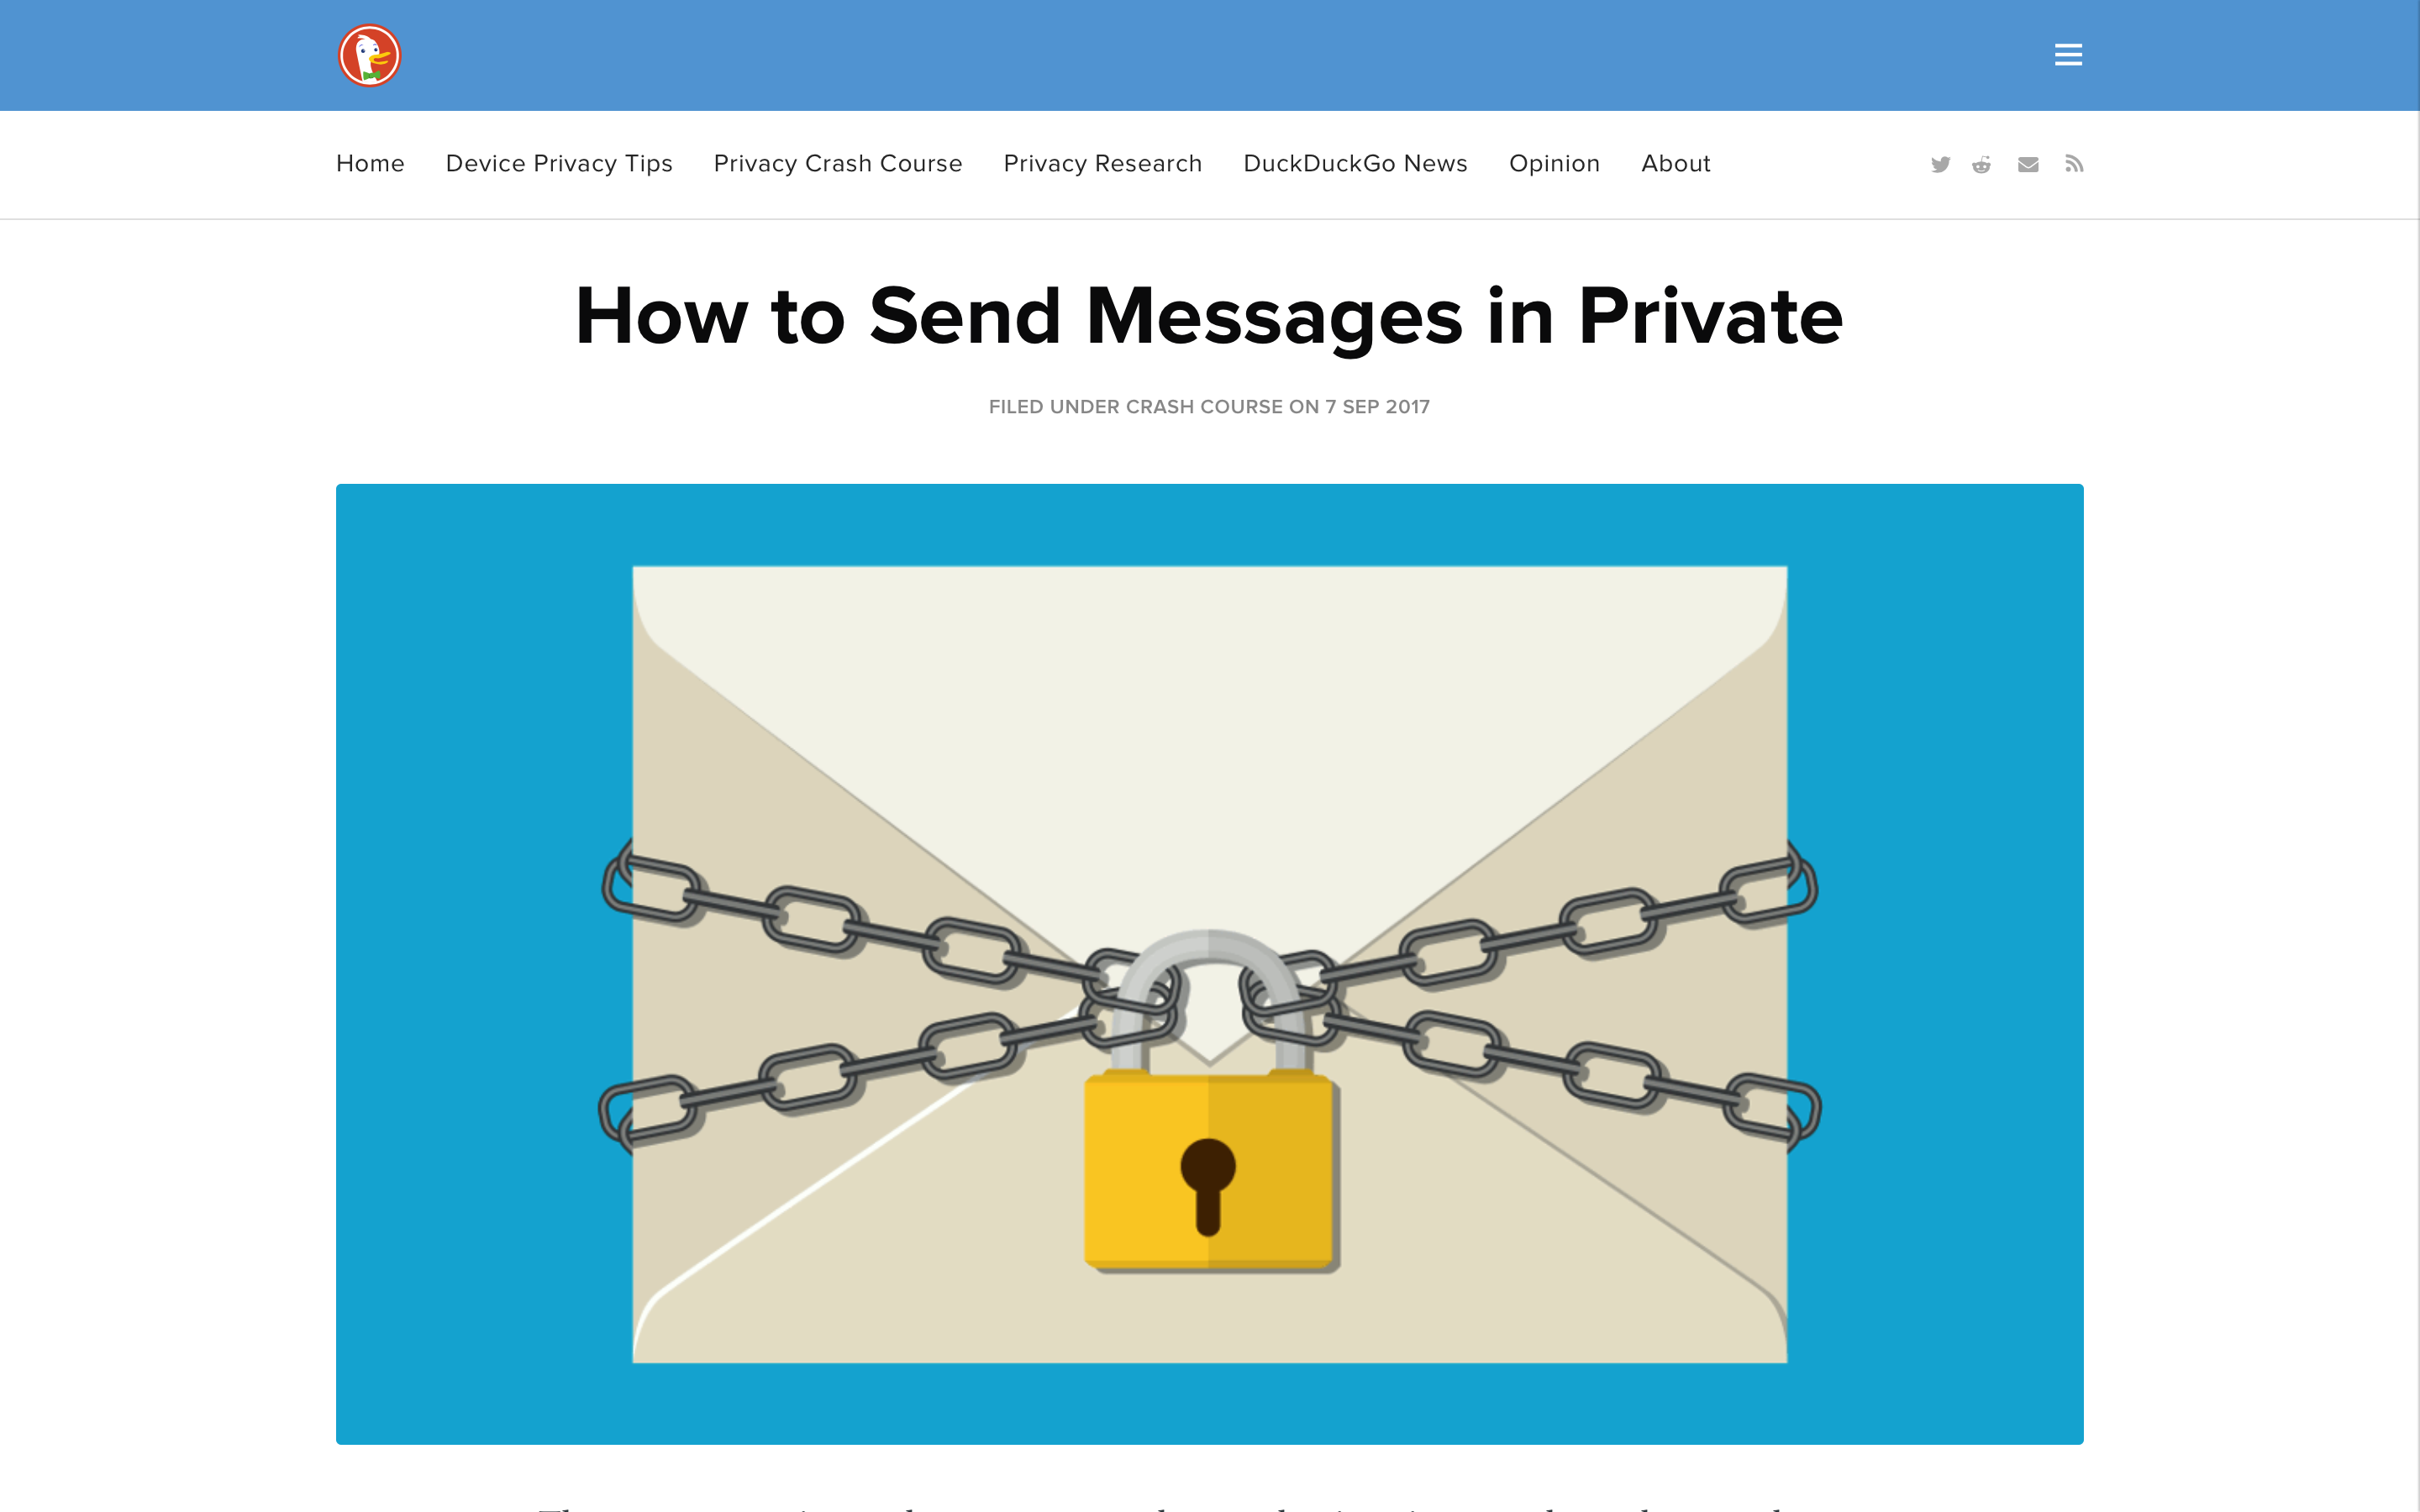 Home Device Privacy Tips Privacy Crash Course Privacy Research DuckDuckGo News Opinion About
How to Send Messages in Private
FILED UNDER CRASH COURSE ON 7 SEP 2017